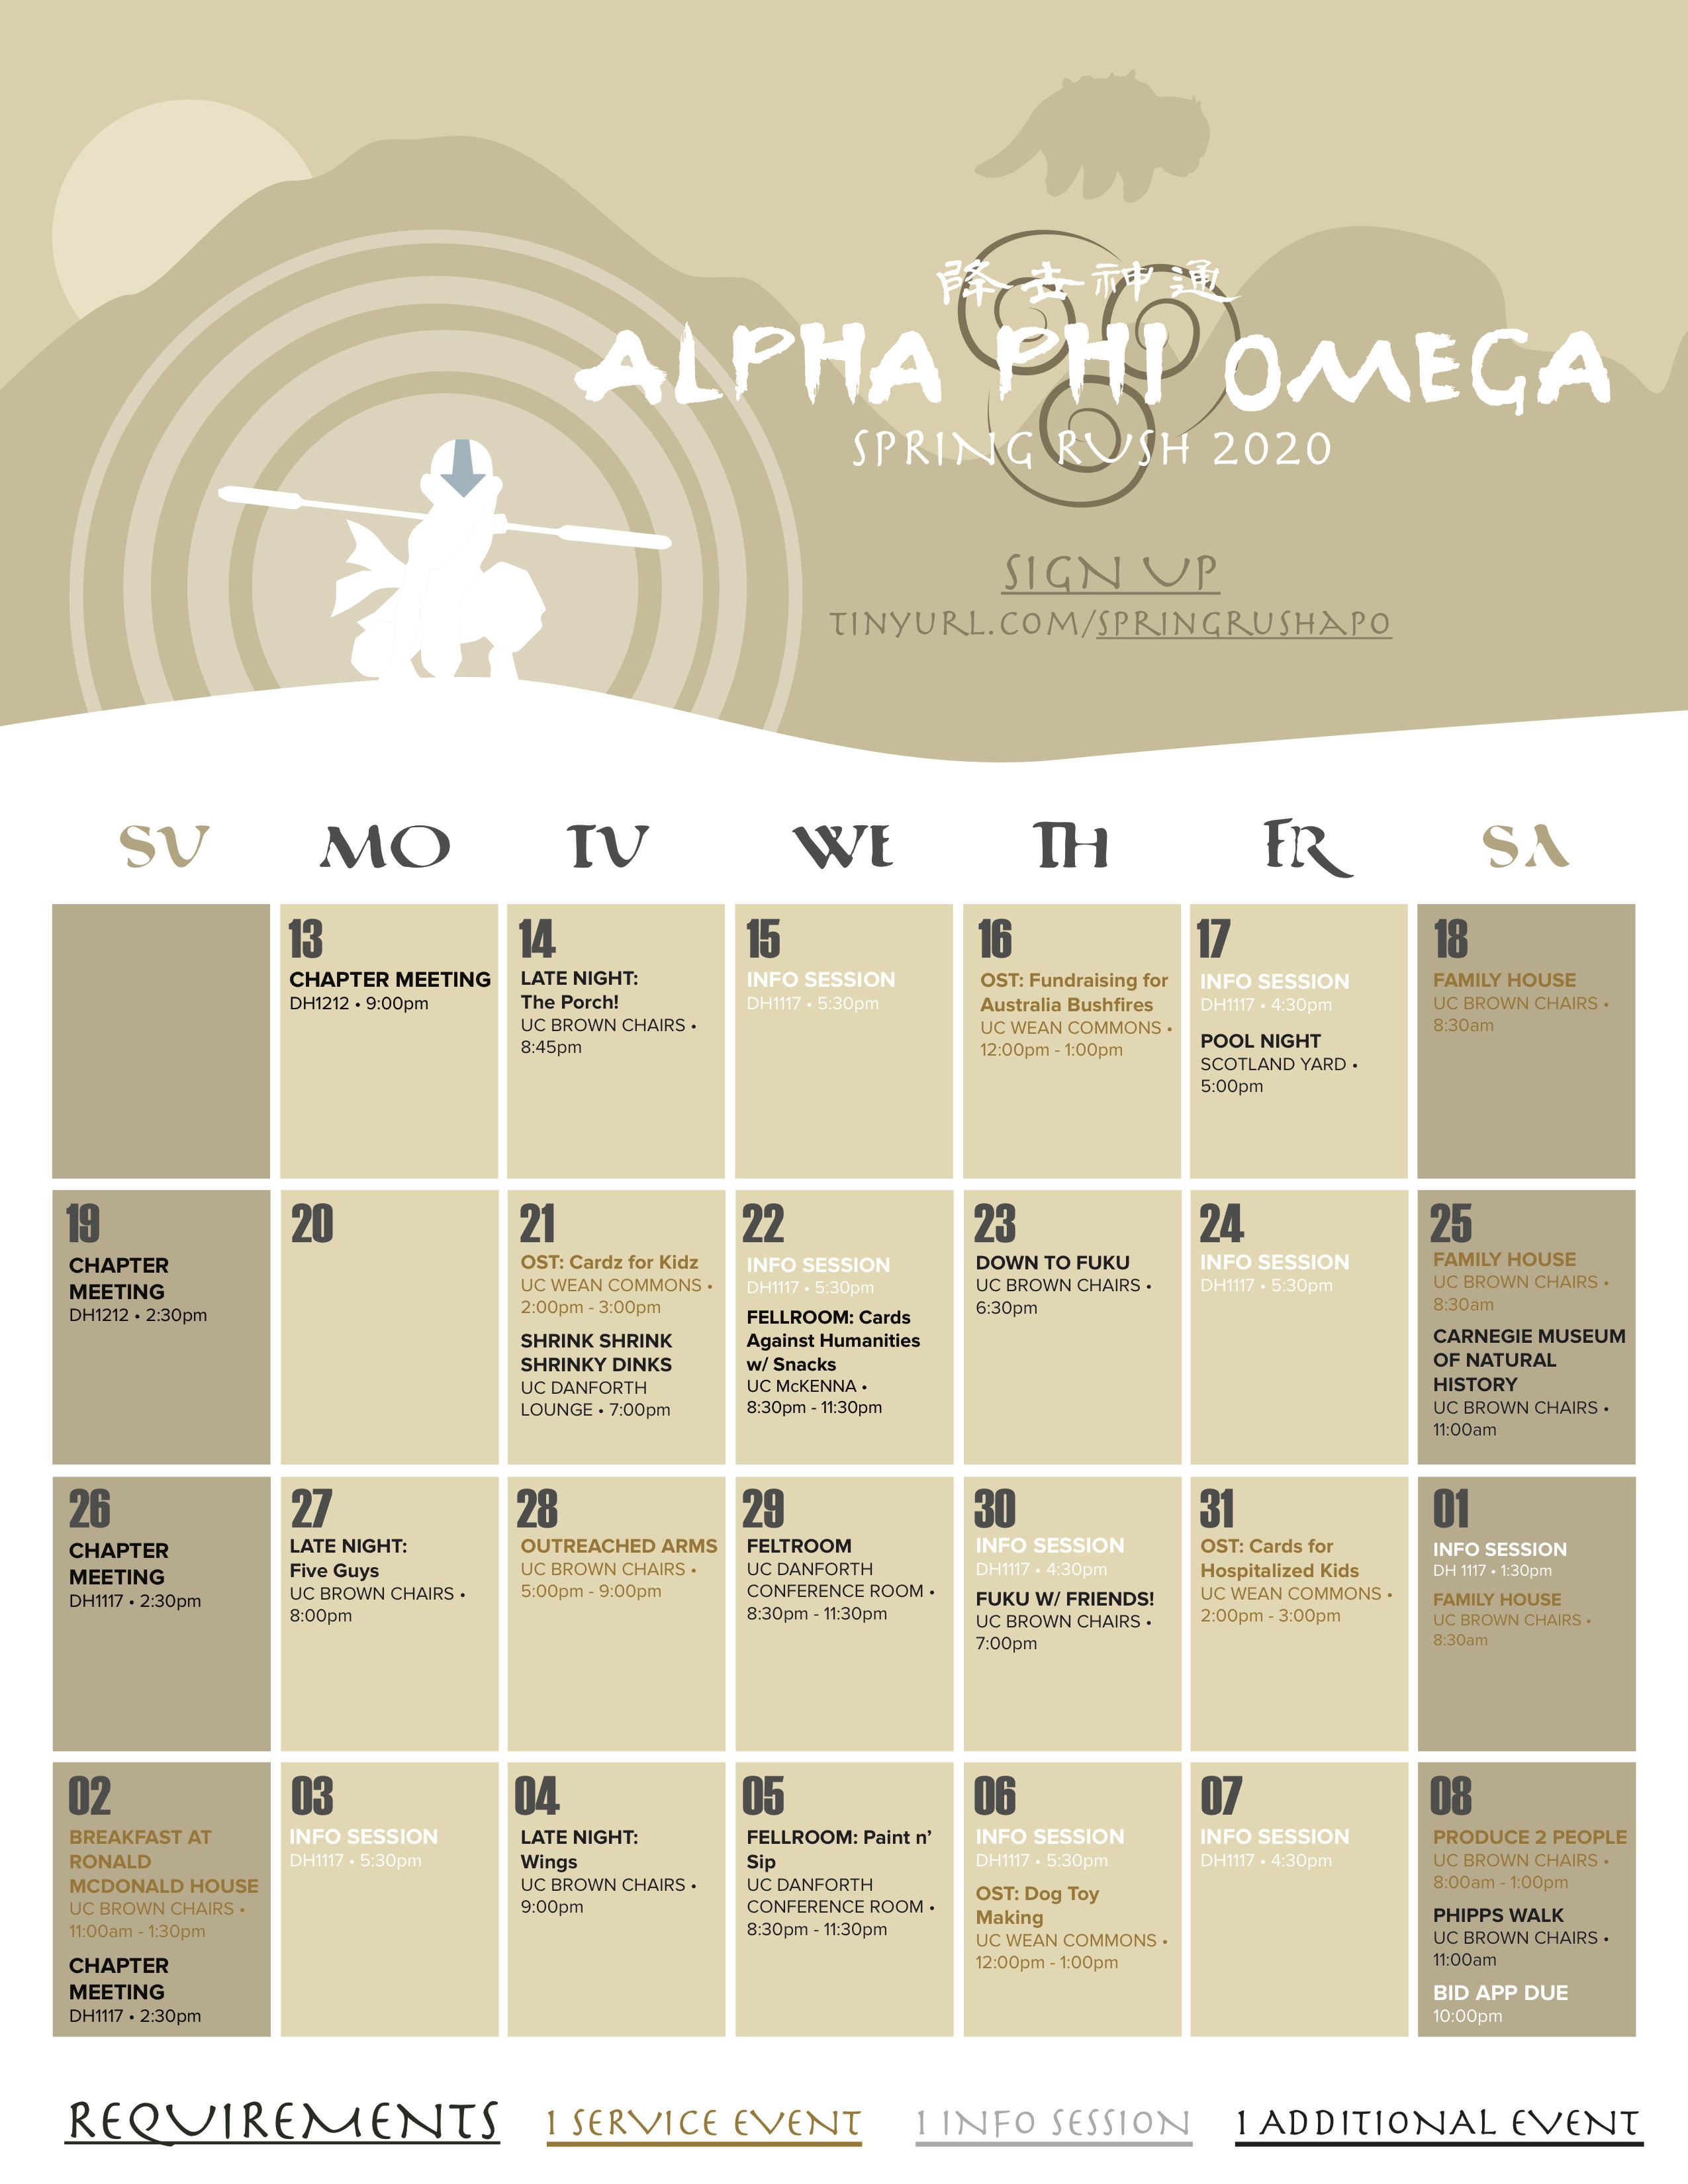 降去神通
ALPHA PHI OMEGA
SPRING RUSH 2020
SIGN UP
TINYURL.COM/SPRINGRUSHAPO
SU MO TU WE TH FR SA
13
CHAPTER MEETING
DH1212 • 9:00pm
14
LATE NIGHT:
The Porch!
UC BROWN CHAIRS •
8:45pm
15
INFO SESSION
DH1117 • 5:30pm
16
OST: Fundraising for
Australia Bushfires
UC WEAN COMMONS •
12:00pm - 1:00pm
17
INFO SESSION
DH1117 • 4:30pm
POOL NIGHT
SCOTLAND YARD •
5:00pm
18
FAMILY HOUSE
UC BROWN CHAIRS •
8:30am
19
CHAPTER
MEETING
DH1212 • 2:30pm
20
21
OST: Cardz for Kidz
UC WEAN COMMONS •
2:00pm - 3:00pm
SHRINK SHRINK
SHRINKY DINKS
UC DANFORTH
LOUNGE • 7:00pm
22
INFO SESSION
DH1117 • 5:30pm
FELLROOM: Cards
Against Humanities
w/ Snacks
UC McKENNA •
8:30pm - 11:30pm
23
DOWN TO FUKU
UC BROWN CHAIRS •
6:30pm
24
INFO SESSION
DH1117 • 5:30pm
25
FAMILY HOUSE
UC BROWN CHAIRS •
8:30am
CARNEGIE MUSEUM
OF NATURAL
HISTORY
UC BROWN CHAIRS •
11:00am
26
CHAPTER
MEETING
DH1117 • 2:30pm
27
LATE NIGHT:
Five Guys
UC BROWN CHAIRS •
8:00pm
28
OUTREACHED ARMS
UC BROWN CHAIRS •
5:00pm - 9:00pm
29
FELTROOM
UC DANFORTH
CONFERENCE ROOM •
8:30pm - 11:30pm
30
INFO SESSION
DH1117 • 4:30pm
FUKU W/ FRIENDS!
UC BROWN CHAIRS •
7:00pm
31
OST: Cards for
Hospitalized Kids
UC WEAN COMMONS •
2:00pm - 3:00pm
01
INFO SESSION
DH 1117 • 1:30pm
FAMILY HOUSE
UC BROWN CHAIRS •
8:30am
02
BREAKFAST AT
RONALD
MCDONALD HOUSE
UC BROWN CHAIRS •
11:00am - 1:30pm
CHAPTER
MEETING
DH1117 • 2:30pm
03
INFO SESSION
DH1117 • 5:30pm
04
LATE NIGHT:
Wings
UC BROWN CHAIRS •
9:00pm
05
FELLROOM: Paint n’
Sip
UC DANFORTH
CONFERENCE ROOM •
8:30pm - 11:30pm
06
INFO SESSION
DH1117 • 5:30pm
OST: Dog Toy
Making
UC WEAN COMMONS •
12:00pm - 1:00pm
07
INFO SESSION
DH1117 • 4:30pm
08
PRODUCE 2 PEOPLE
UC BROWN CHAIRS •
8:00am - 1:00pm
PHIPPS WALK
UC BROWN CHAIRS •
11:00am
BID APP DUE
10:00pm
REQUIREMENTS 1 SERVICE EVENT 1 INFO SESSION 1 ADDITIONAL EVENT